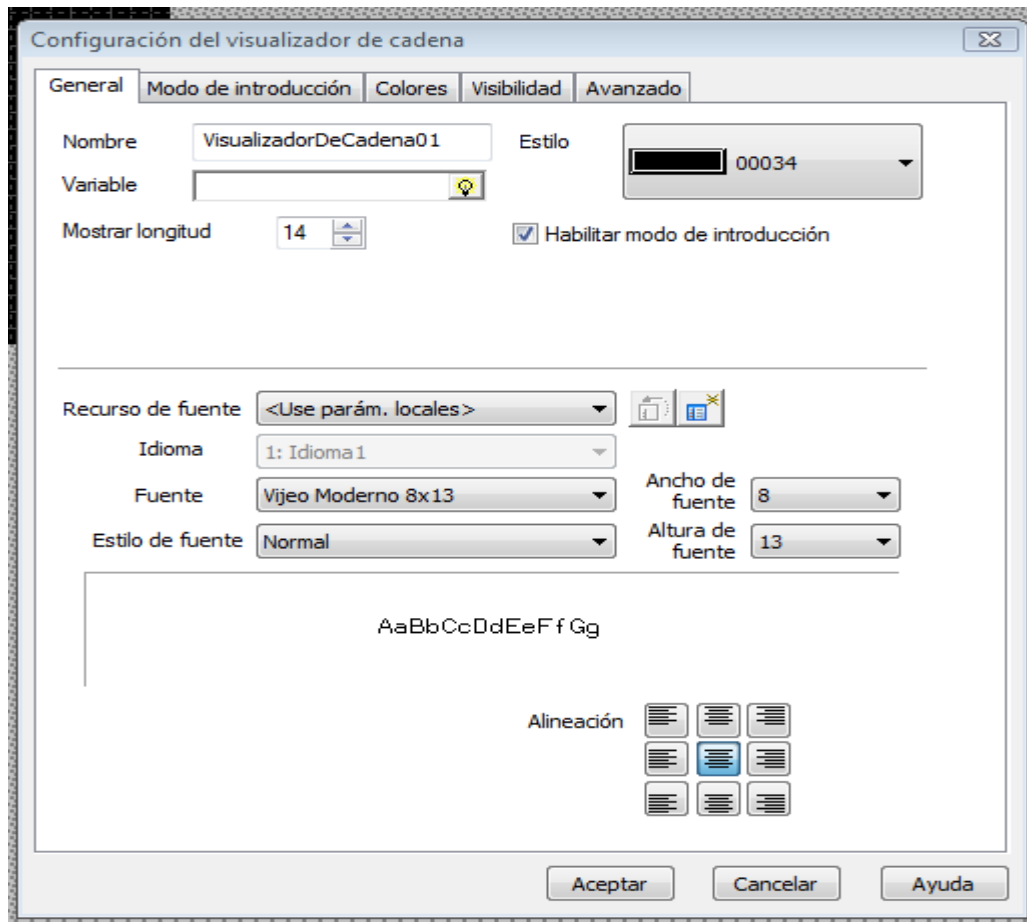 Configuración del visualizador de cadena
General Modo de introducción Colores Visibilidad Avanzado
Nombre VisualizadorDeCadena01 Estilo 00034
Variable
Mostrar longitud 14 Habilitar modo de introducción
Recurso de fuente <Use parám. locales>
Idioma 1: Idioma1
Fuente Vijeo Moderno 8x13 Ancho de fuente 8
Estilo de fuente Normal Altura de fuente 13
AaBbCcDdEeFfGg
Alineación
Aceptar Cancelar Ayuda